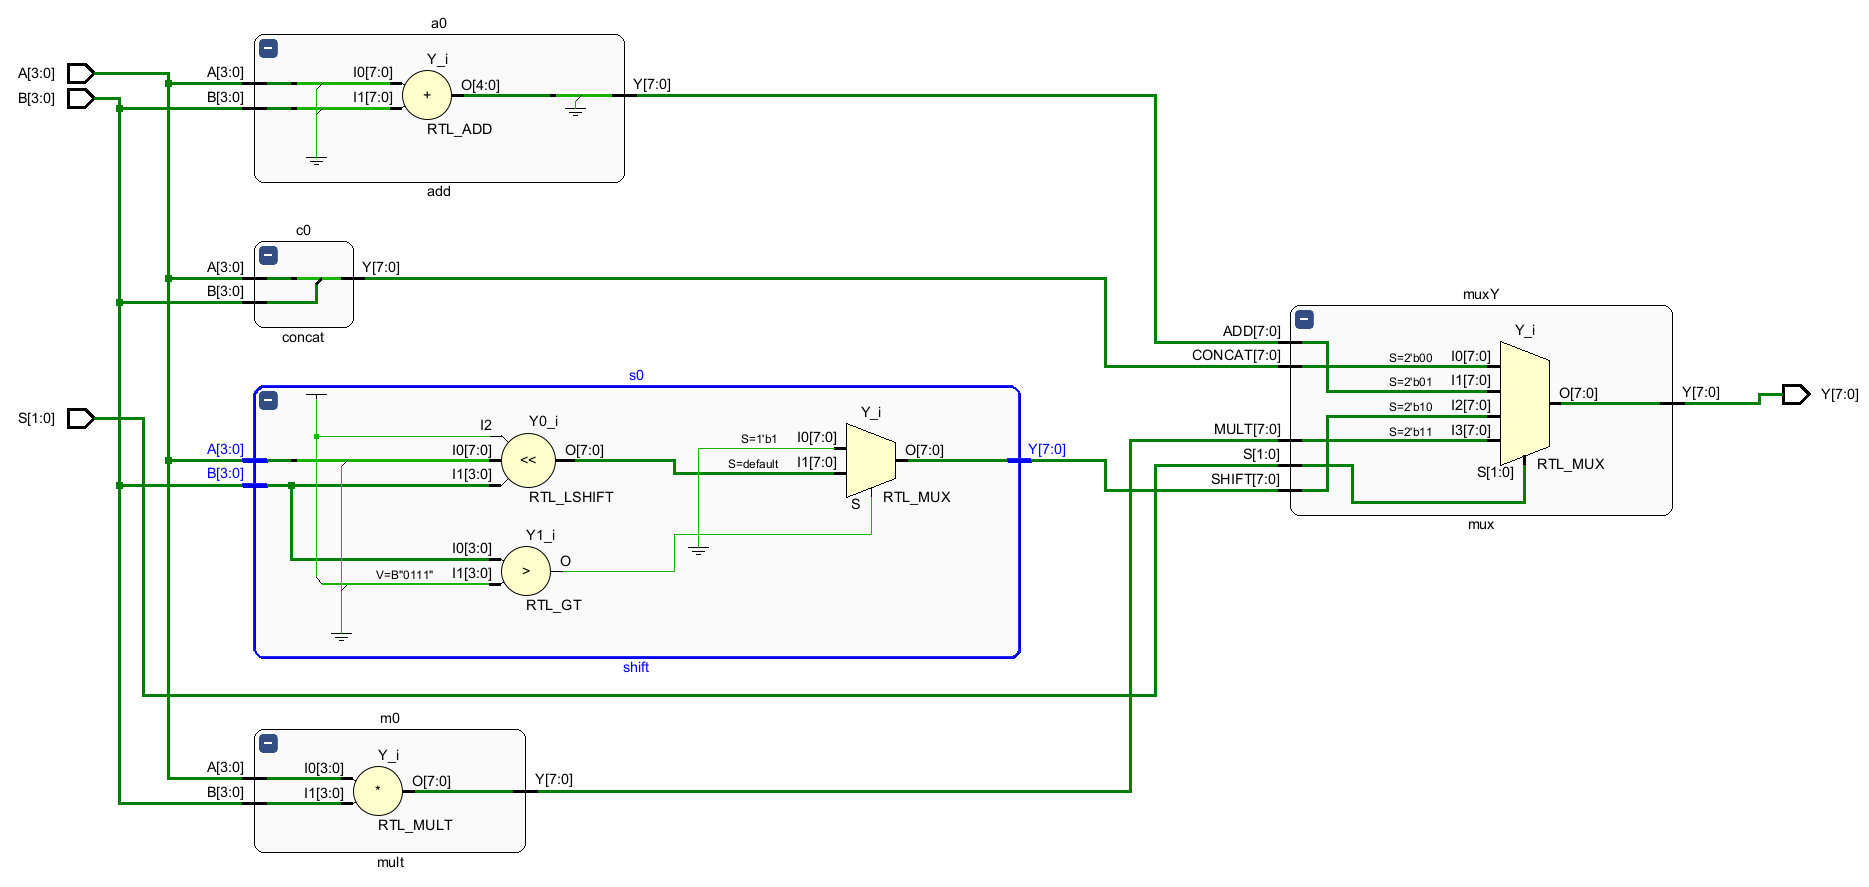 a0
A[3:0]
B[3:0]
A[3:0]
B[3:0]
I0[7:0]
I1[7:0]
Y_i
+
RTL_ADD
O[4:0]
Y[7:0]
add
c0
A[3:0]
B[3:0]
Y[7:0]
concat
s0
S[1:0]
A[3:0]
B[3:0]
I2
I0[7:0]
I1[3:0]
Y0_i
<<
RTL_LSHIFT
O[7:0]
I0[3:0]
V=B"0111"
I1[3:0]
Y1_i
>
RTL_GT
O
S=1'b1
I0[7:0]
S=default
I1[7:0]
Y_i
S
RTL_MUX
O[7:0]
Y[7:0]
shift
m0
A[3:0]
B[3:0]
I0[3:0]
I1[3:0]
Y_i
*
RTL_MULT
O[7:0]
Y[7:0]
mult
muxY
ADD[7:0]
CONCAT[7:0]
MULT[7:0]
S[1:0]
SHIFT[7:0]
S=2'b00
I0[7:0]
S=2'b01
I1[7:0]
S=2'b10
I2[7:0]
S=2'b11
I3[7:0]
S[1:0]
Y_i
RTL_MUX
O[7:0]
Y[7:0]
Y[7:0]
mux